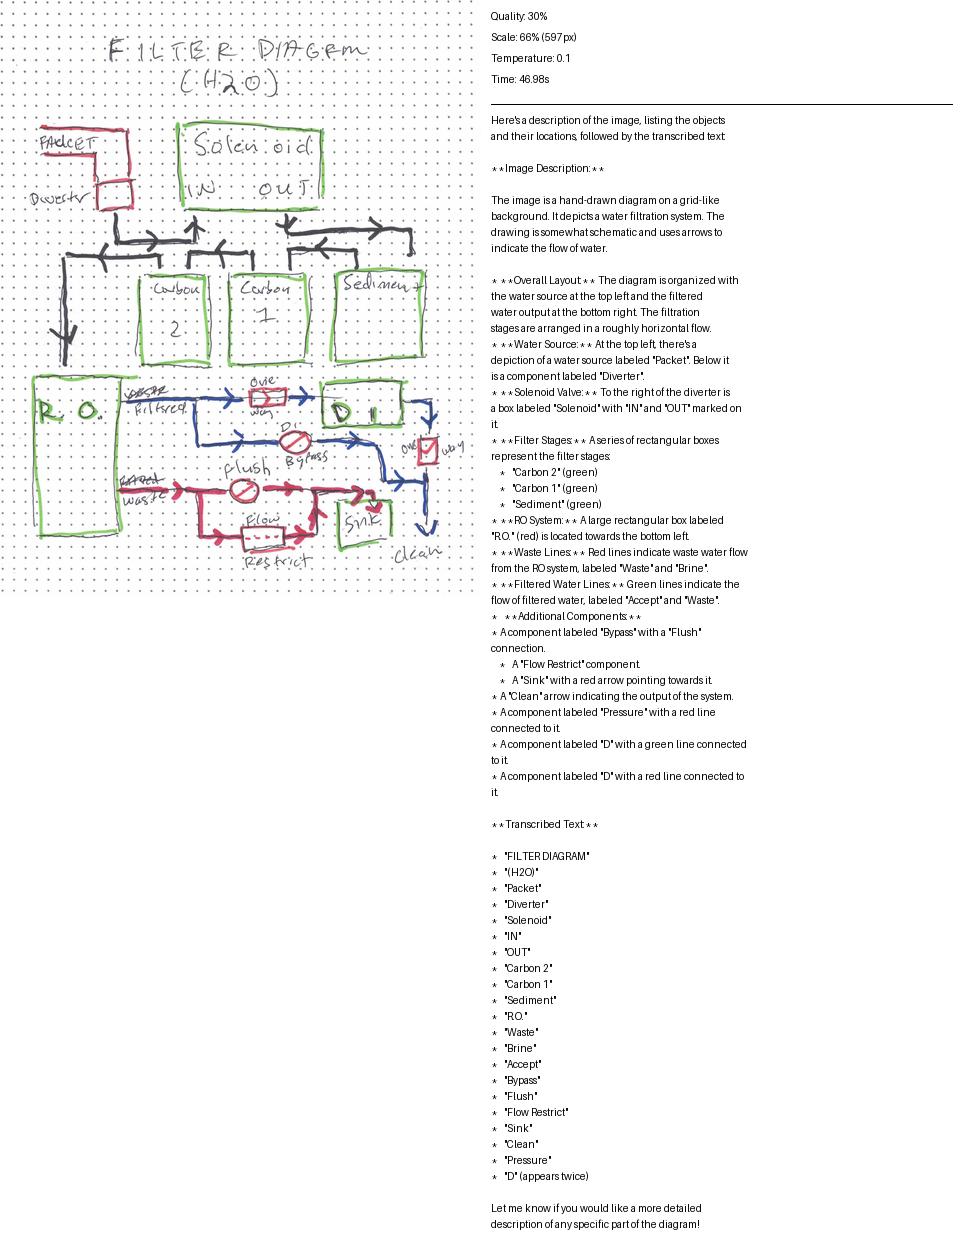 FILTER DIAGRM
(H2O)
FAUCET
Diverter
Solenoid
IN OUT
Carbon
2
Carbon
1
Sediment
R.O.
Filtered
One
way
DI
DI
Bypass
One way
Flush
waste
Flow
Restrict
Sink
Clean
Quality: 30%
Scale: 66% (597px)
Temperature: 0.1
Time: 46.98s
Here's a description of the image, listing the objects
and their locations, followed by the transcribed text:
**Image Description:**
The image is a hand-drawn diagram on a grid-like
background. It depicts a water filtration system. The
drawing is somewhat schematic and uses arrows to
indicate the flow of water.
* **Overall Layout:** The diagram is organized with
the water source at the top left and the filtered
water output at the bottom right. The filtration
stages are arranged in a roughly horizontal flow.
* **Water Source:** At the top left, there's a
depiction of a water source labeled "Packet". Below it
is a component labeled "Diverter".
* **Solenoid Valve:** To the right of the diverter is
a box labeled "Solenoid" with "IN" and "OUT" marked on
it.
* **Filter Stages:** A series of rectangular boxes
represent the filter stages:
* "Carbon 2" (green)
* "Carbon 1" (green)
* "Sediment" (green)
* **RO System:** A large rectangular box labeled
"R.O." (red) is located towards the bottom left.
* **Waste Lines:** Red lines indicate waste water flow
from the RO system, labeled "Waste" and "Brine".
* **Filtered Water Lines:** Green lines indicate the
flow of filtered water, labeled "Accept" and "Waste".
* **Additional Components:**
* A component labeled "Bypass" with a "Flush"
connection.
* A "Flow Restrict" component.
* A "Sink" with a red arrow pointing towards it.
* A "Clean" arrow indicating the output of the system.
* A component labeled "Pressure" with a red line
connected to it.
* A component labeled "D" with a green line connected
to it.
* A component labeled "D" with a red line connected to
it.
**Transcribed Text:**
* "FILTER DIAGRAM"
* "(H2O)"
* "Packet"
* "Diverter"
* "Solenoid"
* "IN"
* "OUT"
* "Carbon 2"
* "Carbon 1"
* "Sediment"
* "R.O."
* "Waste"
* "Brine"
* "Accept"
* "Bypass"
* "Flush"
* "Flow Restrict"
* "Sink"
* "Clean"
* "Pressure"
* "D" (appears twice)
Let me know if you would like a more detailed
description of any specific part of the diagram!